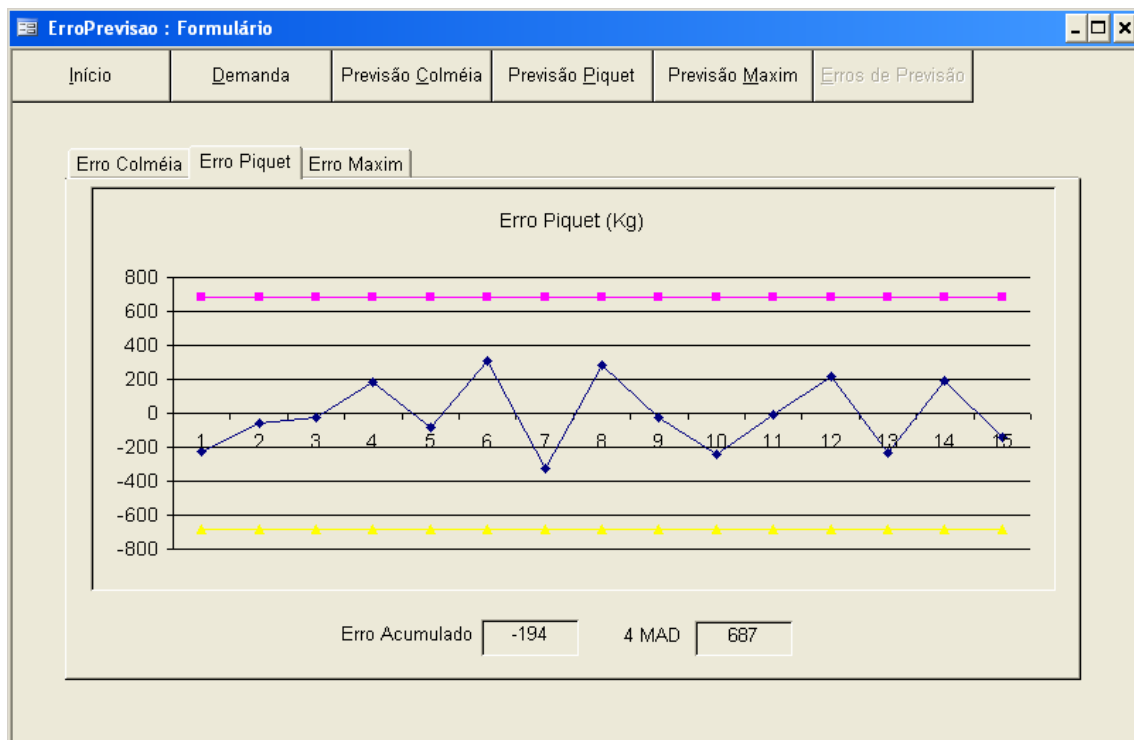 ErroPrevisao : Formulário
Início Demanda Previsão Colméia Previsão Piquet Previsão Maxim Erros de Previsão
Erro Colméia Erro Piquet Erro Maxim
Erro Piquet (Kg)
800
600
400
200
0
-200
-400
-600
-800
1 2 3 4 5 6 7 8 9 10 11 12 13 14 15
Erro Acumulado -194 4 MAD 687